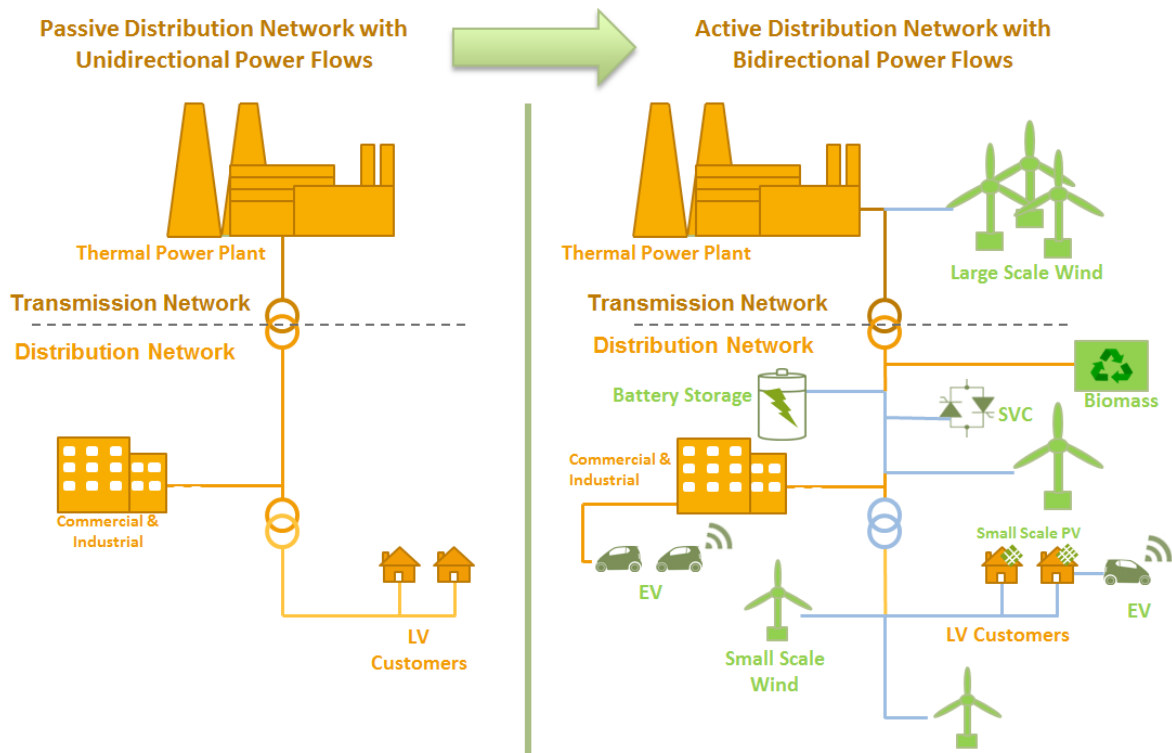 Passive Distribution Network with
Unidirectional Power Flows
Thermal Power Plant
Transmission Network
Distribution Network
Commercial &
Industrial
LV
Customers
Active Distribution Network with
Bidirectional Power Flows
Thermal Power Plant
Large Scale Wind
Transmission Network
Distribution Network
Battery Storage
SVC
Biomass
Commercial &
Industrial
EV
Small Scale PV
EV
LV Customers
Small Scale
Wind